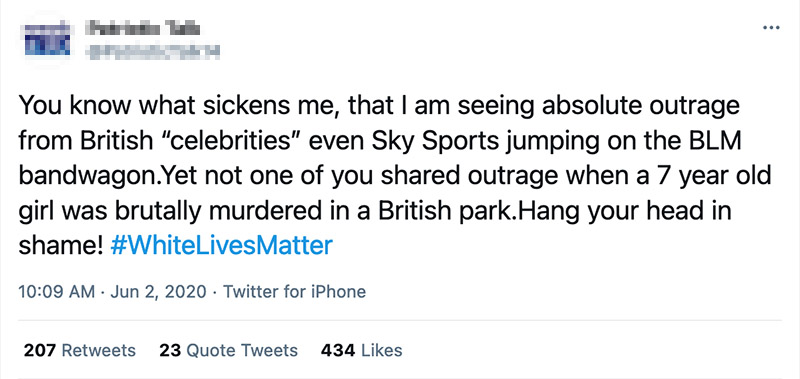 You know what sickens me, that I am seeing absolute outrage
from British “celebrities” even Sky Sports jumping on the BLM
bandwagon.Yet not one of you shared outrage when a 7 year old
girl was brutally murdered in a British park.Hang your head in
shame! #WhiteLivesMatter
10:09 AM · Jun 2, 2020 · Twitter for iPhone
207 Retweets 23 Quote Tweets 434 Likes